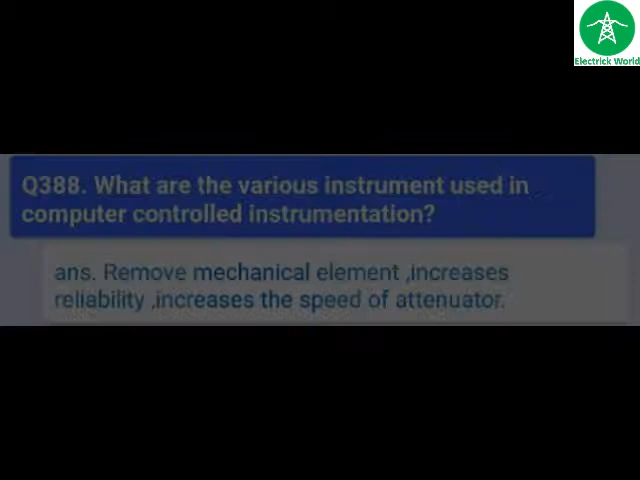 Electrick World
Q388. What are the various instrument used in
computer controlled instrumentation?
ans. Remove mechanical element ,increases
reliability ,increases the speed of attenuator.